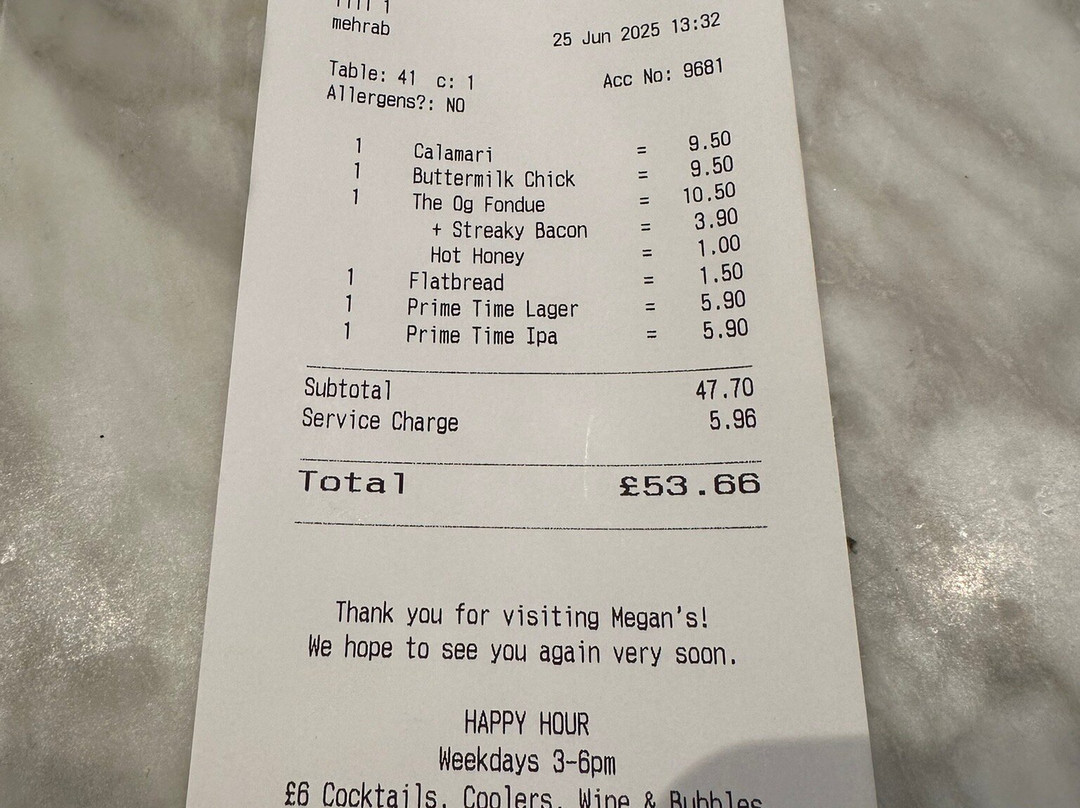 mehrab
25 Jun 2025 13:32
Table: 41 c: 1
Acc No: 9681
Allergens?: NO
1 Calamari = 9.50
1 Buttermilk Chick = 9.50
1 The Og Fondue = 10.50
+ Streaky Bacon = 3.90
Hot Honey = 1.00
1 Flatbread = 1.50
1 Prime Time Lager = 5.90
1 Prime Time Ipa = 5.90
Subtotal 47.70
Service Charge 5.96
Total £53.66
Thank you for visiting Megan's!
We hope to see you again very soon.
HAPPY HOUR
Weekdays 3-6pm
£6 Cocktails, Coolers, Wine & Bubbles